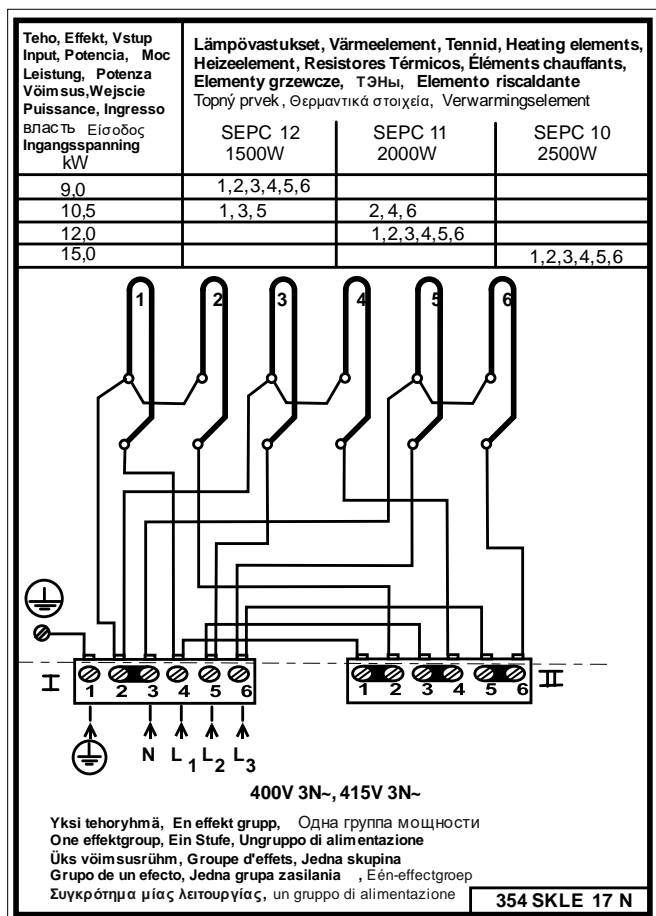 Teho, Effekt, Vstup
Input, Potencia, Moc
Leistung, Potenza
Vöimsus,Wejscie
Puissance, Ingresso
власть Είσοδος
Ingangsspanning
kW
Lämpövastukset, Värmeelement, Tennid, Heating elements,
Heizeelement, Resistores Térmicos, Éléments chauffants,
Elementy grzewcze, ТЭНы, Elemento riscaldante
Topný prvek, Θερμαντικά στοιχεία, Verwarmingselement
SEPC 12 SEPC 11 SEPC 10
1500W 2000W 2500W
9,0 1,2,3,4,5,6
10,5 1, 3, 5 2, 4, 6
12,0 1,2,3,4,5,6
15,0 1,2,3,4,5,6
1 2 3 4 5 6
I 1 2 3 4 5 6 1 2 3 4 5 6 II
N L1 L2 L3
400V 3N~, 415V 3N~
Yksi tehoryhmä, En effekt grupp, Одна группа мощности
One effektgroup, Ein Stufe, Ungruppo di alimentazione
Üks vöimsusrühm, Groupe d'effets, Jedna skupina
Grupo de un efecto, Jedna grupa zasilania , Eén-effectgroep
Συγκρότημα μίας λειτουργίας, un gruppo di alimentazione
354 SKLE 17 N